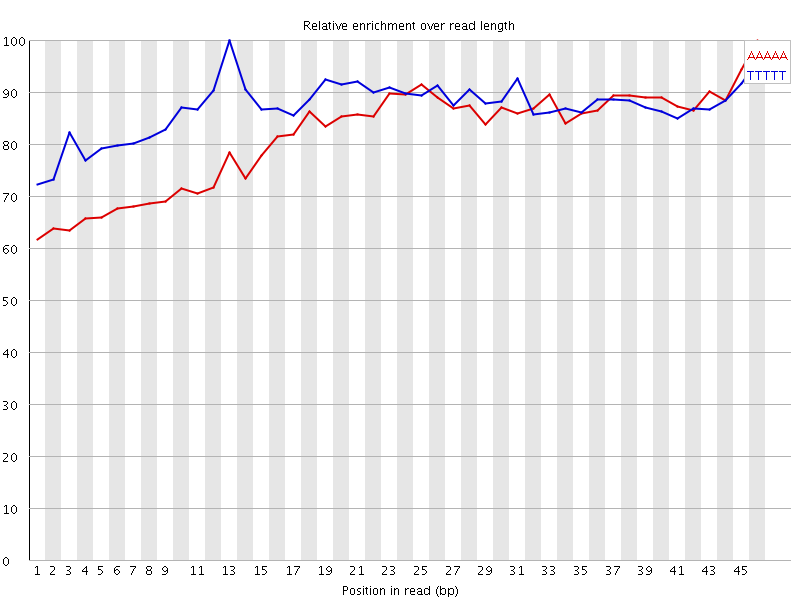 Relative enrichment over read length
100
90
80
70
60
50
40
30
20
10
0
AAAAA
TTTTT
1 2 3 4 5 6 7 8 9 11 13 15 17 19 21 23 25 27 29 31 33 35 37 39 41 43 45
Position in read (bp)